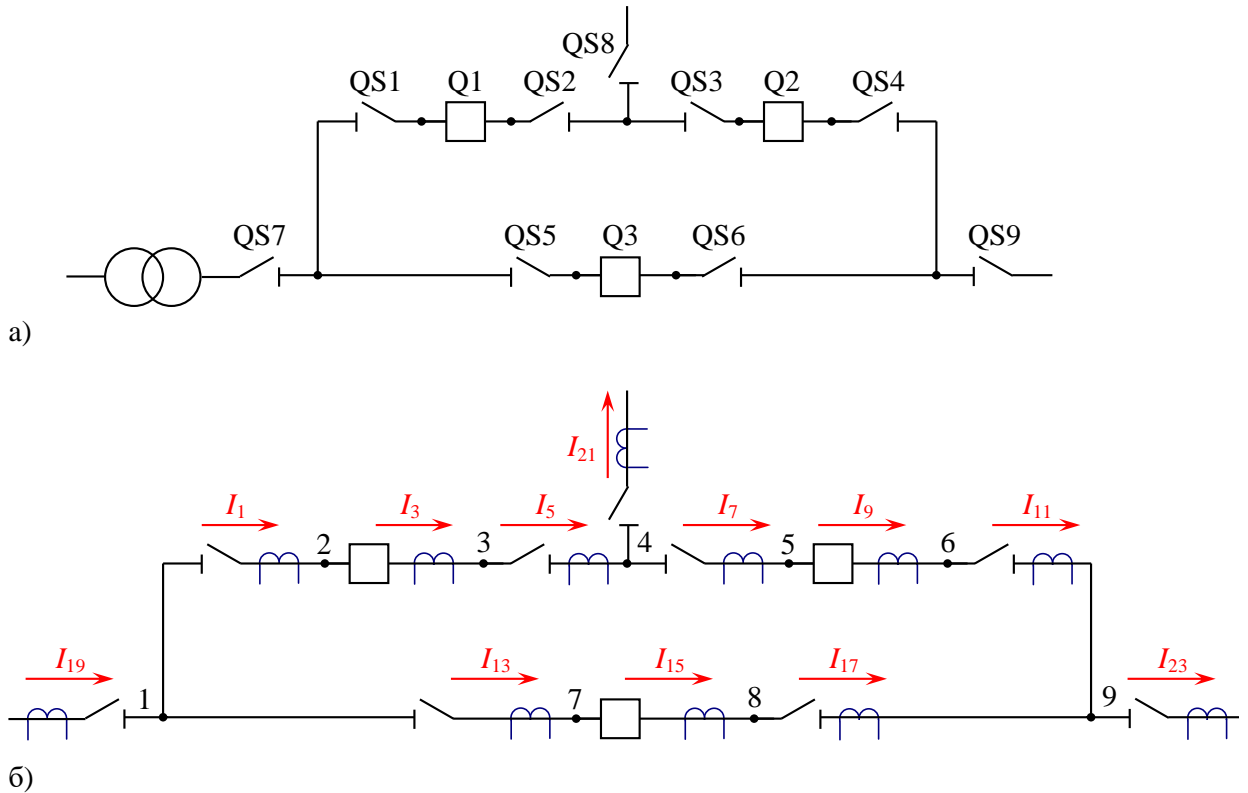 QS8
QS1 Q1 QS2 QS3 Q2 QS4
QS7 QS5 Q3 QS6 QS9
а)
I21
I1 I3 I5 I7 I9 I11
2 3 4 5 6
I19 I13 I15 I17 I23
1 7 8 9
б)